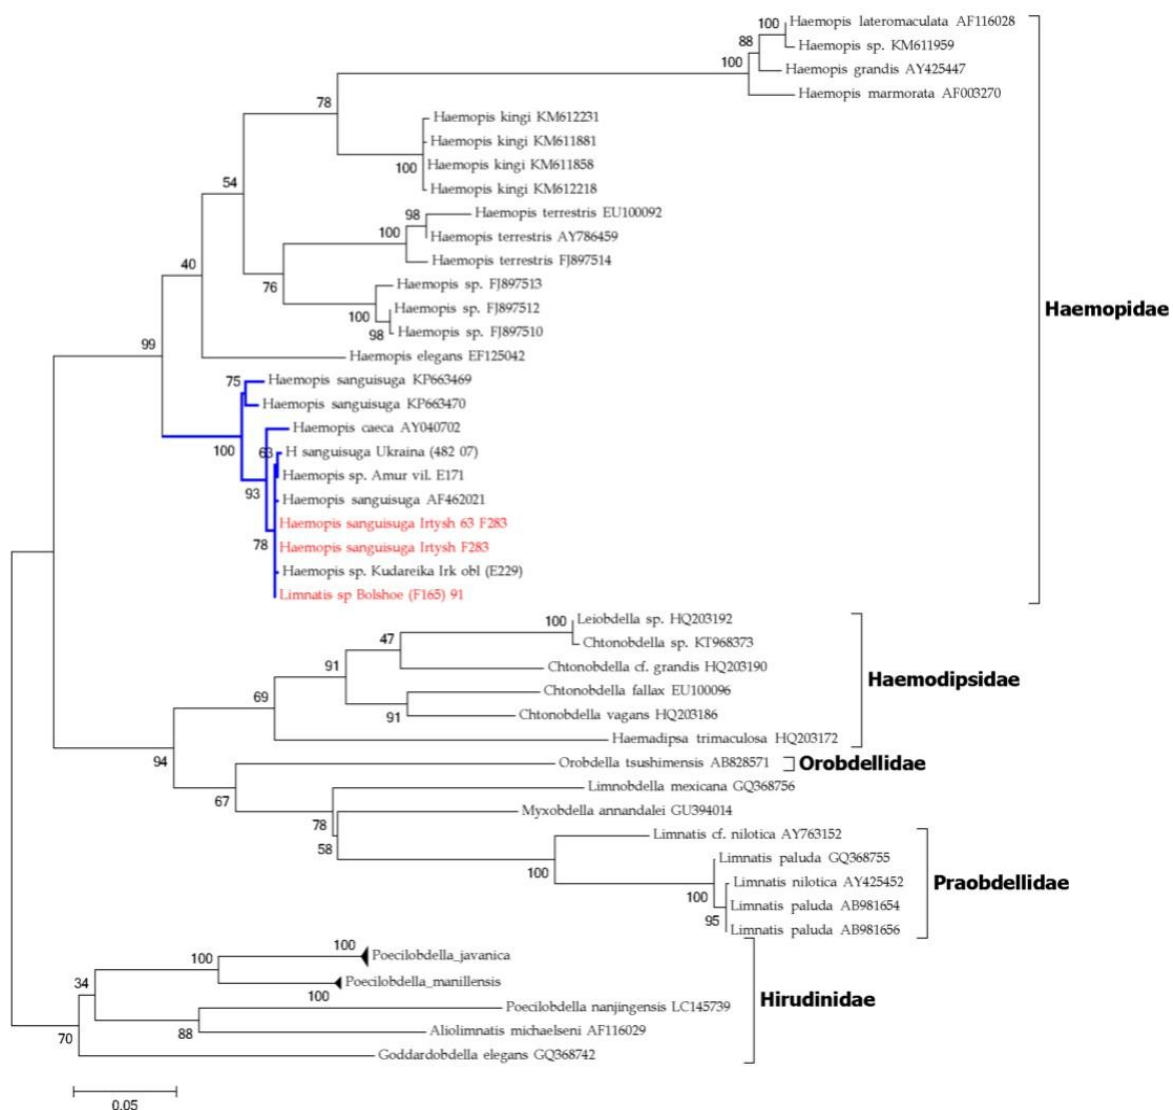 100 Haemopis lateromaculata AF116028
88 Haemopis sp. KM611959
100 Haemopis grandis AY425447
Haemopis marmorata AF003270
78
Haemopis kingi KM612231
Haemopis kingi KM611881
100 Haemopis kingi KM611858
Haemopis kingi KM612218
54
98 Haemopis terrestris EU100092
100 Haemopis terrestris AY786459
Haemopis terrestris FJ897514
40
76 Haemopis sp. FJ897513
100 Haemopis sp. FJ897512
98 Haemopis sp. FJ897510
Haemopidae
99 Haemopis elegans EF125042
75 Haemopis sanguisuga KP663469
Haemopis sanguisuga KP663470
Haemopis caeca AY040702
100 63 H sanguisuga Ukraina (482 07)
Haemopis sp. Amur vil. E171
93 Haemopis sanguisuga AF462021
Haemopis sanguisuga Irtysh 63 F283
78 Haemopis sanguisuga Irtysh F283
Haemopis sp. Kudareika Irk obl (E229)
Limnatis sp Bolshoe (F165) 91
100 Leiobdella sp. HQ203192
47 Chtonobdella sp. KT968373
91 Chtonobdella cf. grandis HQ203190
Haemodipsidae
69 Chtonobdella fallax EU100096
91 Chtonobdella vagans HQ203186
Haemadipsa trimaculosa HQ203172
94 Orobdella tsushimensis AB828571 Orobdellidae
67 Limnobdella mexicana GQ368756
Myxobdella annandalei GU394014
78
58 Limnatis cf. nilotica AY763152
100 Limnatis paluda GQ368755
Limnatis nilotica AY425452
Praobdellidae
100 Limnatis paluda AB981654
95 Limnatis paluda AB981656
100 Poecilobdella_javanica
100 Poecilobdella_manillensis
34 100
Hirudinidae
Poecilobdella nanjingensis LC145739
88 Aliolimnatis michaelseni AF116029
70 Goddardobdella elegans GQ368742
0.05